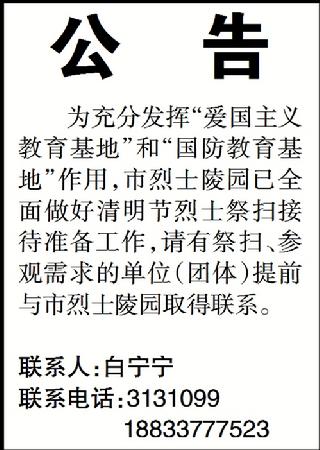 公 告
为充分发挥“爱国主义
教育基地”和“国防教育基
地”作用,市烈士陵园已全
面做好清明节烈士祭扫接
待准备工作,请有祭扫、参
观需求的单位(团体)提前
与市烈士陵园取得联系。
联系人:白宁宁
联系电话:3131099
18833777523